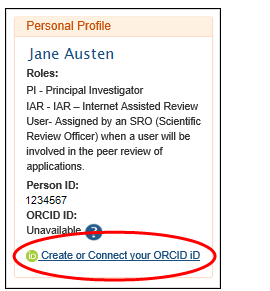 Personal Profile
Jane Austen
Roles:
PI - Principal Investigator
IAR - IAR – Internet Assisted Review
User- Assigned by an SRO (Scientific
Review Officer) when a user will be
involved in the peer review of
applications.
Person ID:
1234567
ORCID ID:
Unavailable ?
iD Create or Connect your ORCID iD